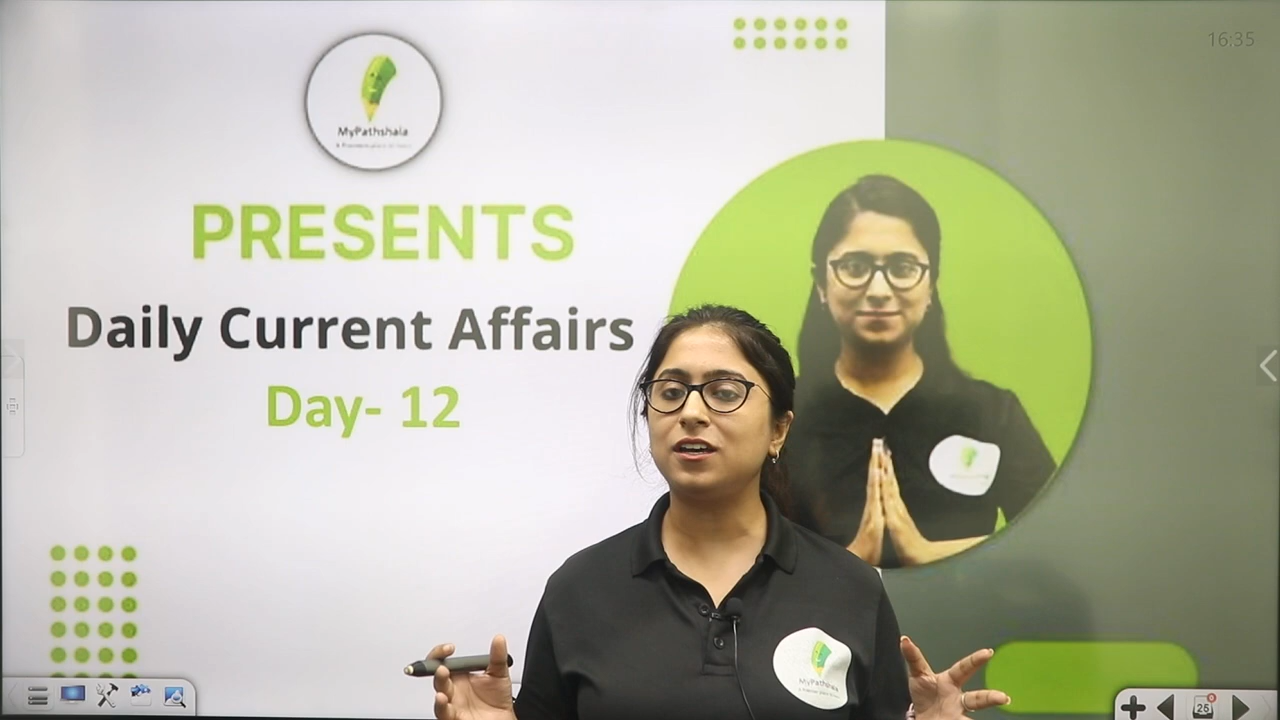 16:35
MyPathshala
PRESENTS
Daily Current Affairs
Day- 12
MyPathshala
25